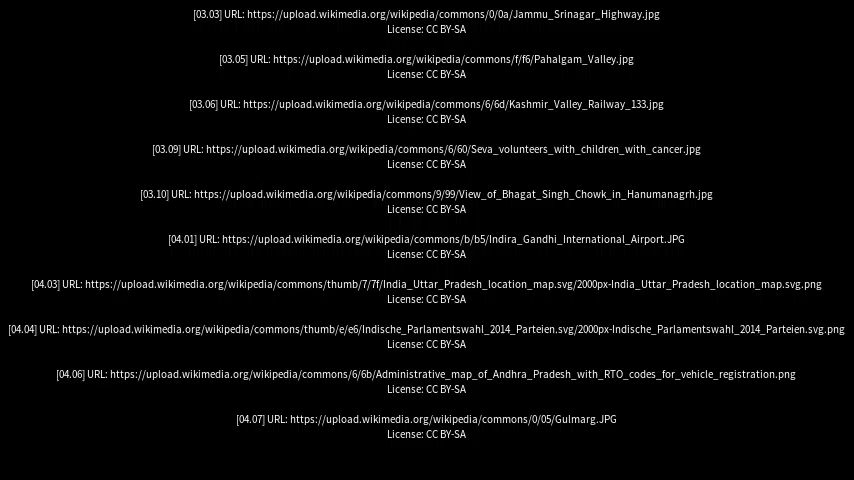 [03.03] URL: https://upload.wikimedia.org/wikipedia/commons/0/0a/Jammu_Srinagar_Highway.jpg
License: CC BY-SA
[03.05] URL: https://upload.wikimedia.org/wikipedia/commons/f/f6/Pahalgam_Valley.jpg
License: CC BY-SA
[03.06] URL: https://upload.wikimedia.org/wikipedia/commons/6/6d/Kashmir_Valley_Railway_133.jpg
License: CC BY-SA
[03.09] URL: https://upload.wikimedia.org/wikipedia/commons/6/60/Seva_volunteers_with_children_with_cancer.jpg
License: CC BY-SA
[03.10] URL: https://upload.wikimedia.org/wikipedia/commons/9/99/View_of_Bhagat_Singh_Chowk_in_Hanumanagrh.jpg
License: CC BY-SA
[04.01] URL: https://upload.wikimedia.org/wikipedia/commons/b/b5/Indira_Gandhi_International_Airport.JPG
License: CC BY-SA
[04.03] URL: https://upload.wikimedia.org/wikipedia/commons/thumb/7/7f/India_Uttar_Pradesh_location_map.svg/2000px-India_Uttar_Pradesh_location_map.svg.png
License: CC BY-SA
[04.04] URL: https://upload.wikimedia.org/wikipedia/commons/thumb/e/e6/Indische_Parlamentswahl_2014_Parteien.svg/2000px-Indische_Parlamentswahl_2014_Parteien.svg.png
License: CC BY-SA
[04.06] URL: https://upload.wikimedia.org/wikipedia/commons/6/6b/Administrative_map_of_Andhra_Pradesh_with_RTO_codes_for_vehicle_registration.png
License: CC BY-SA
[04.07] URL: https://upload.wikimedia.org/wikipedia/commons/0/05/Gulmarg.JPG
License: CC BY-SA